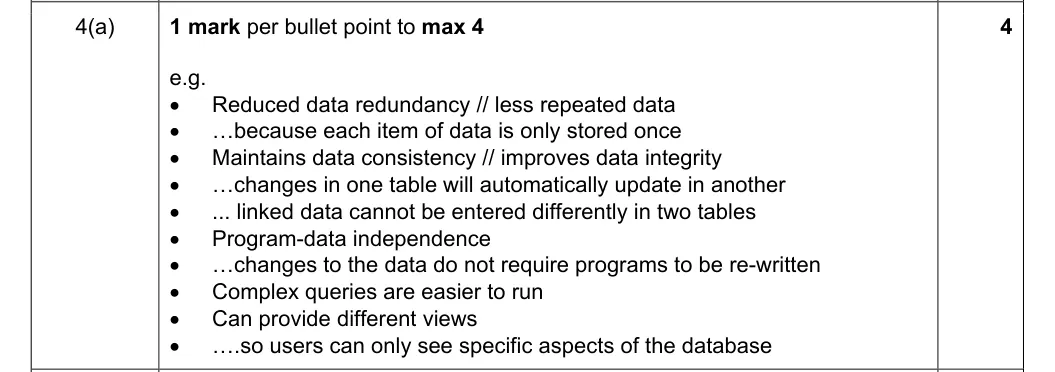 4(a) 1 mark per bullet point to max 4 4
e.g.
• Reduced data redundancy // less repeated data
• …because each item of data is only stored once
• Maintains data consistency // improves data integrity
• …changes in one table will automatically update in another
• ... linked data cannot be entered differently in two tables
• Program-data independence
• …changes to the data do not require programs to be re-written
• Complex queries are easier to run
• Can provide different views
• ….so users can only see specific aspects of the database